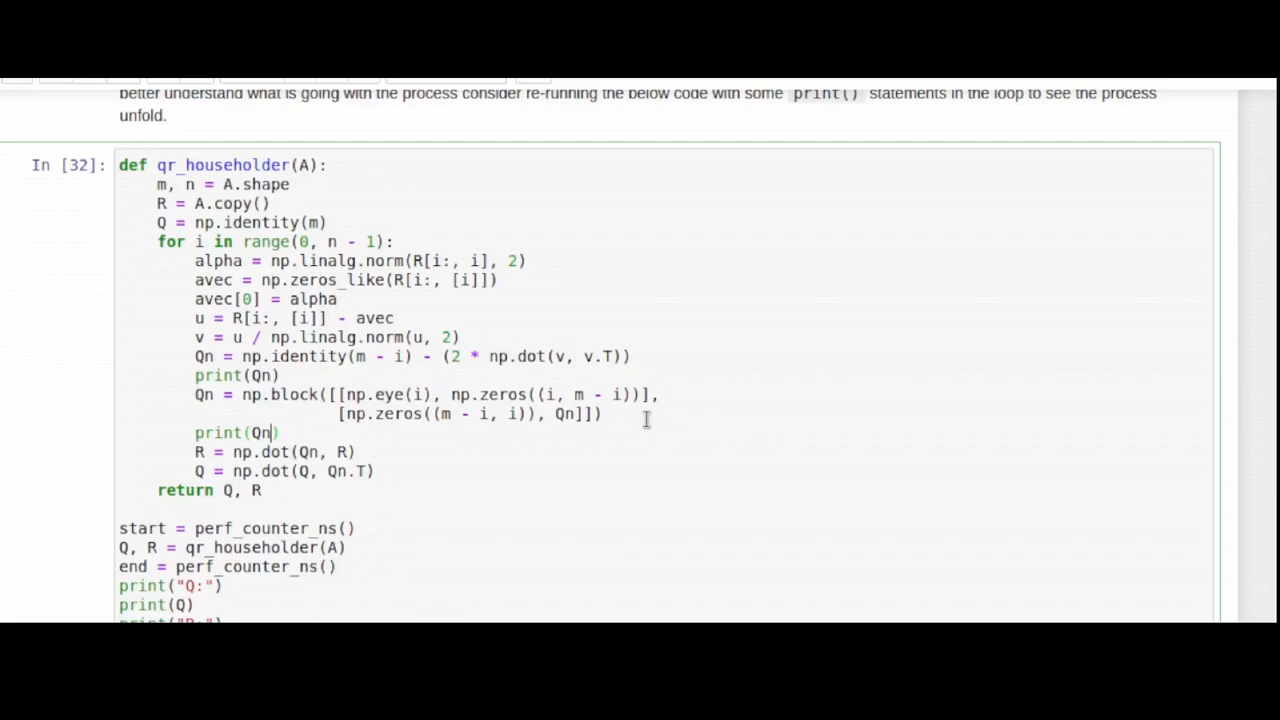 better understand what is going with the process consider re-running the below code with some print() statements in the loop to see the process
unfold.
In [32]: def qr_householder(A):
    m, n = A.shape
    R = A.copy()
    Q = np.identity(m)
    for i in range(0, n - 1):
        alpha = np.linalg.norm(R[i:, i], 2)
        avec = np.zeros_like(R[i:, [i]])
        avec[0] = alpha
        u = R[i:, [i]] - avec
        v = u / np.linalg.norm(u, 2)
        Qn = np.identity(m - i) - (2 * np.dot(v, v.T))
        print(Qn)
        Qn = np.block([[np.eye(i), np.zeros((i, m - i))],
                       [np.zeros((m - i, i)), Qn]])
        print(Qn)
        R = np.dot(Qn, R)
        Q = np.dot(Q, Qn.T)
    return Q, R
start = perf_counter_ns()
Q, R = qr_householder(A)
end = perf_counter_ns()
print("Q:")
print(Q)
print("R:")